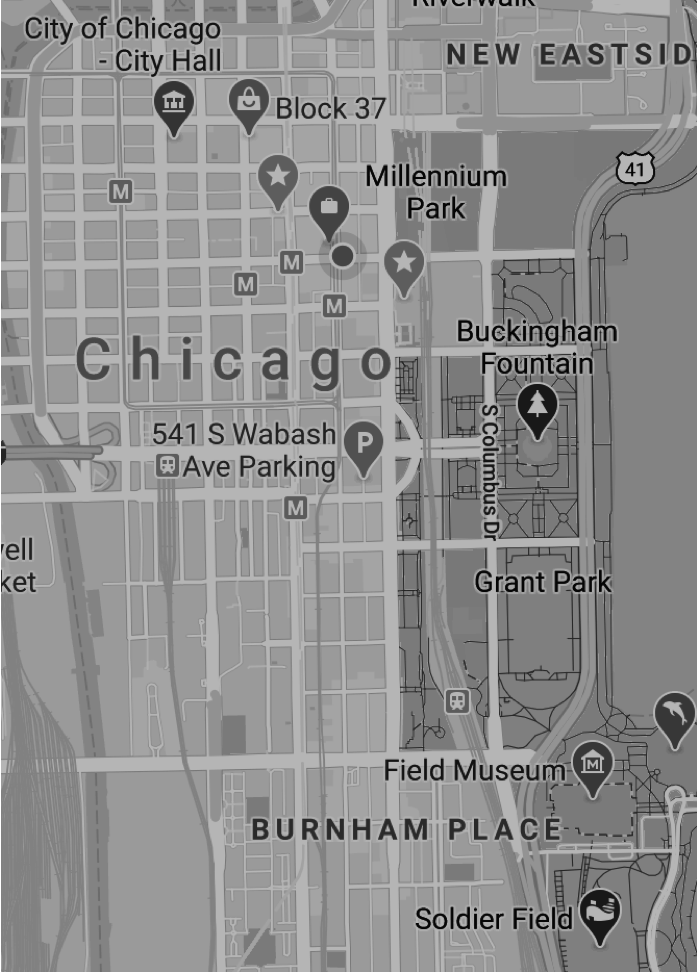 Riverwalk
City of Chicago
- City Hall
NEW EASTSID
Block 37
41
Millennium
Park
M
M
M
M
Chicago
Buckingham
Fountain
S Columbus Dr
541 S Wabash
Ave Parking
P
M
ket
Grant Park
Field Museum
M
BURNHAM PLACE
Soldier Field